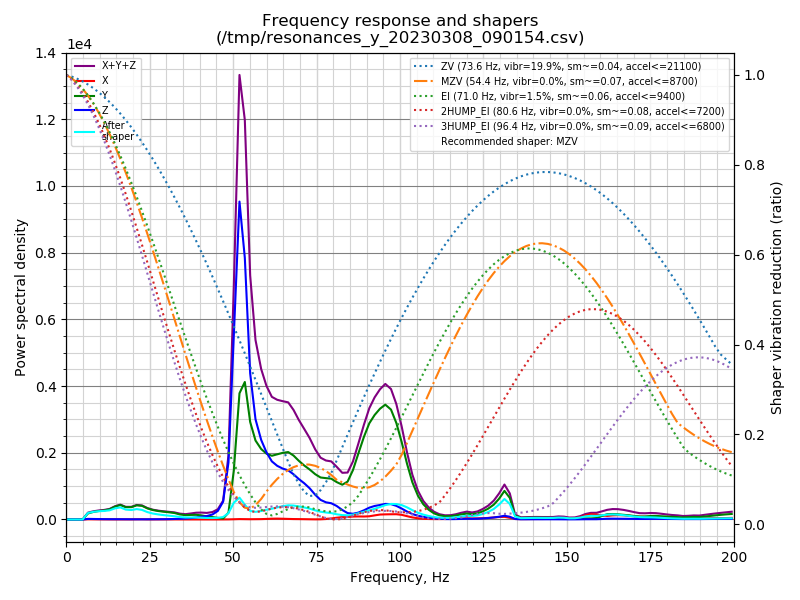 Frequency response and shapers
(/tmp/resonances_y_20230308_090154.csv)
1e4
1.4
1.2
1.0
0.8
0.6
0.4
0.2
0.0
Power spectral density
X+Y+Z
X
Y
Z
After
shaper
ZV (73.6 Hz, vibr=19.9%, sm~=0.04, accel<=21100)
MZV (54.4 Hz, vibr=0.0%, sm~=0.07, accel<=8700)
EI (71.0 Hz, vibr=1.5%, sm~=0.06, accel<=9400)
2HUMP_EI (80.6 Hz, vibr=0.0%, sm~=0.08, accel<=7200)
3HUMP_EI (96.4 Hz, vibr=0.0%, sm~=0.09, accel<=6800)
Recommended shaper: MZV
1.0
0.8
0.6
0.4
0.2
0.0
Shaper vibration reduction (ratio)
0 25 50 75 100 125 150 175 200
Frequency, Hz